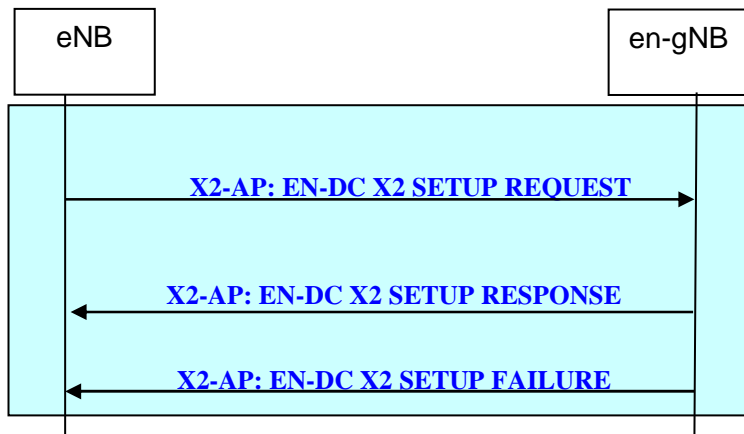 eNB
en-gNB
X2-AP: EN-DC X2 SETUP REQUEST
X2-AP: EN-DC X2 SETUP RESPONSE
X2-AP: EN-DC X2 SETUP FAILURE